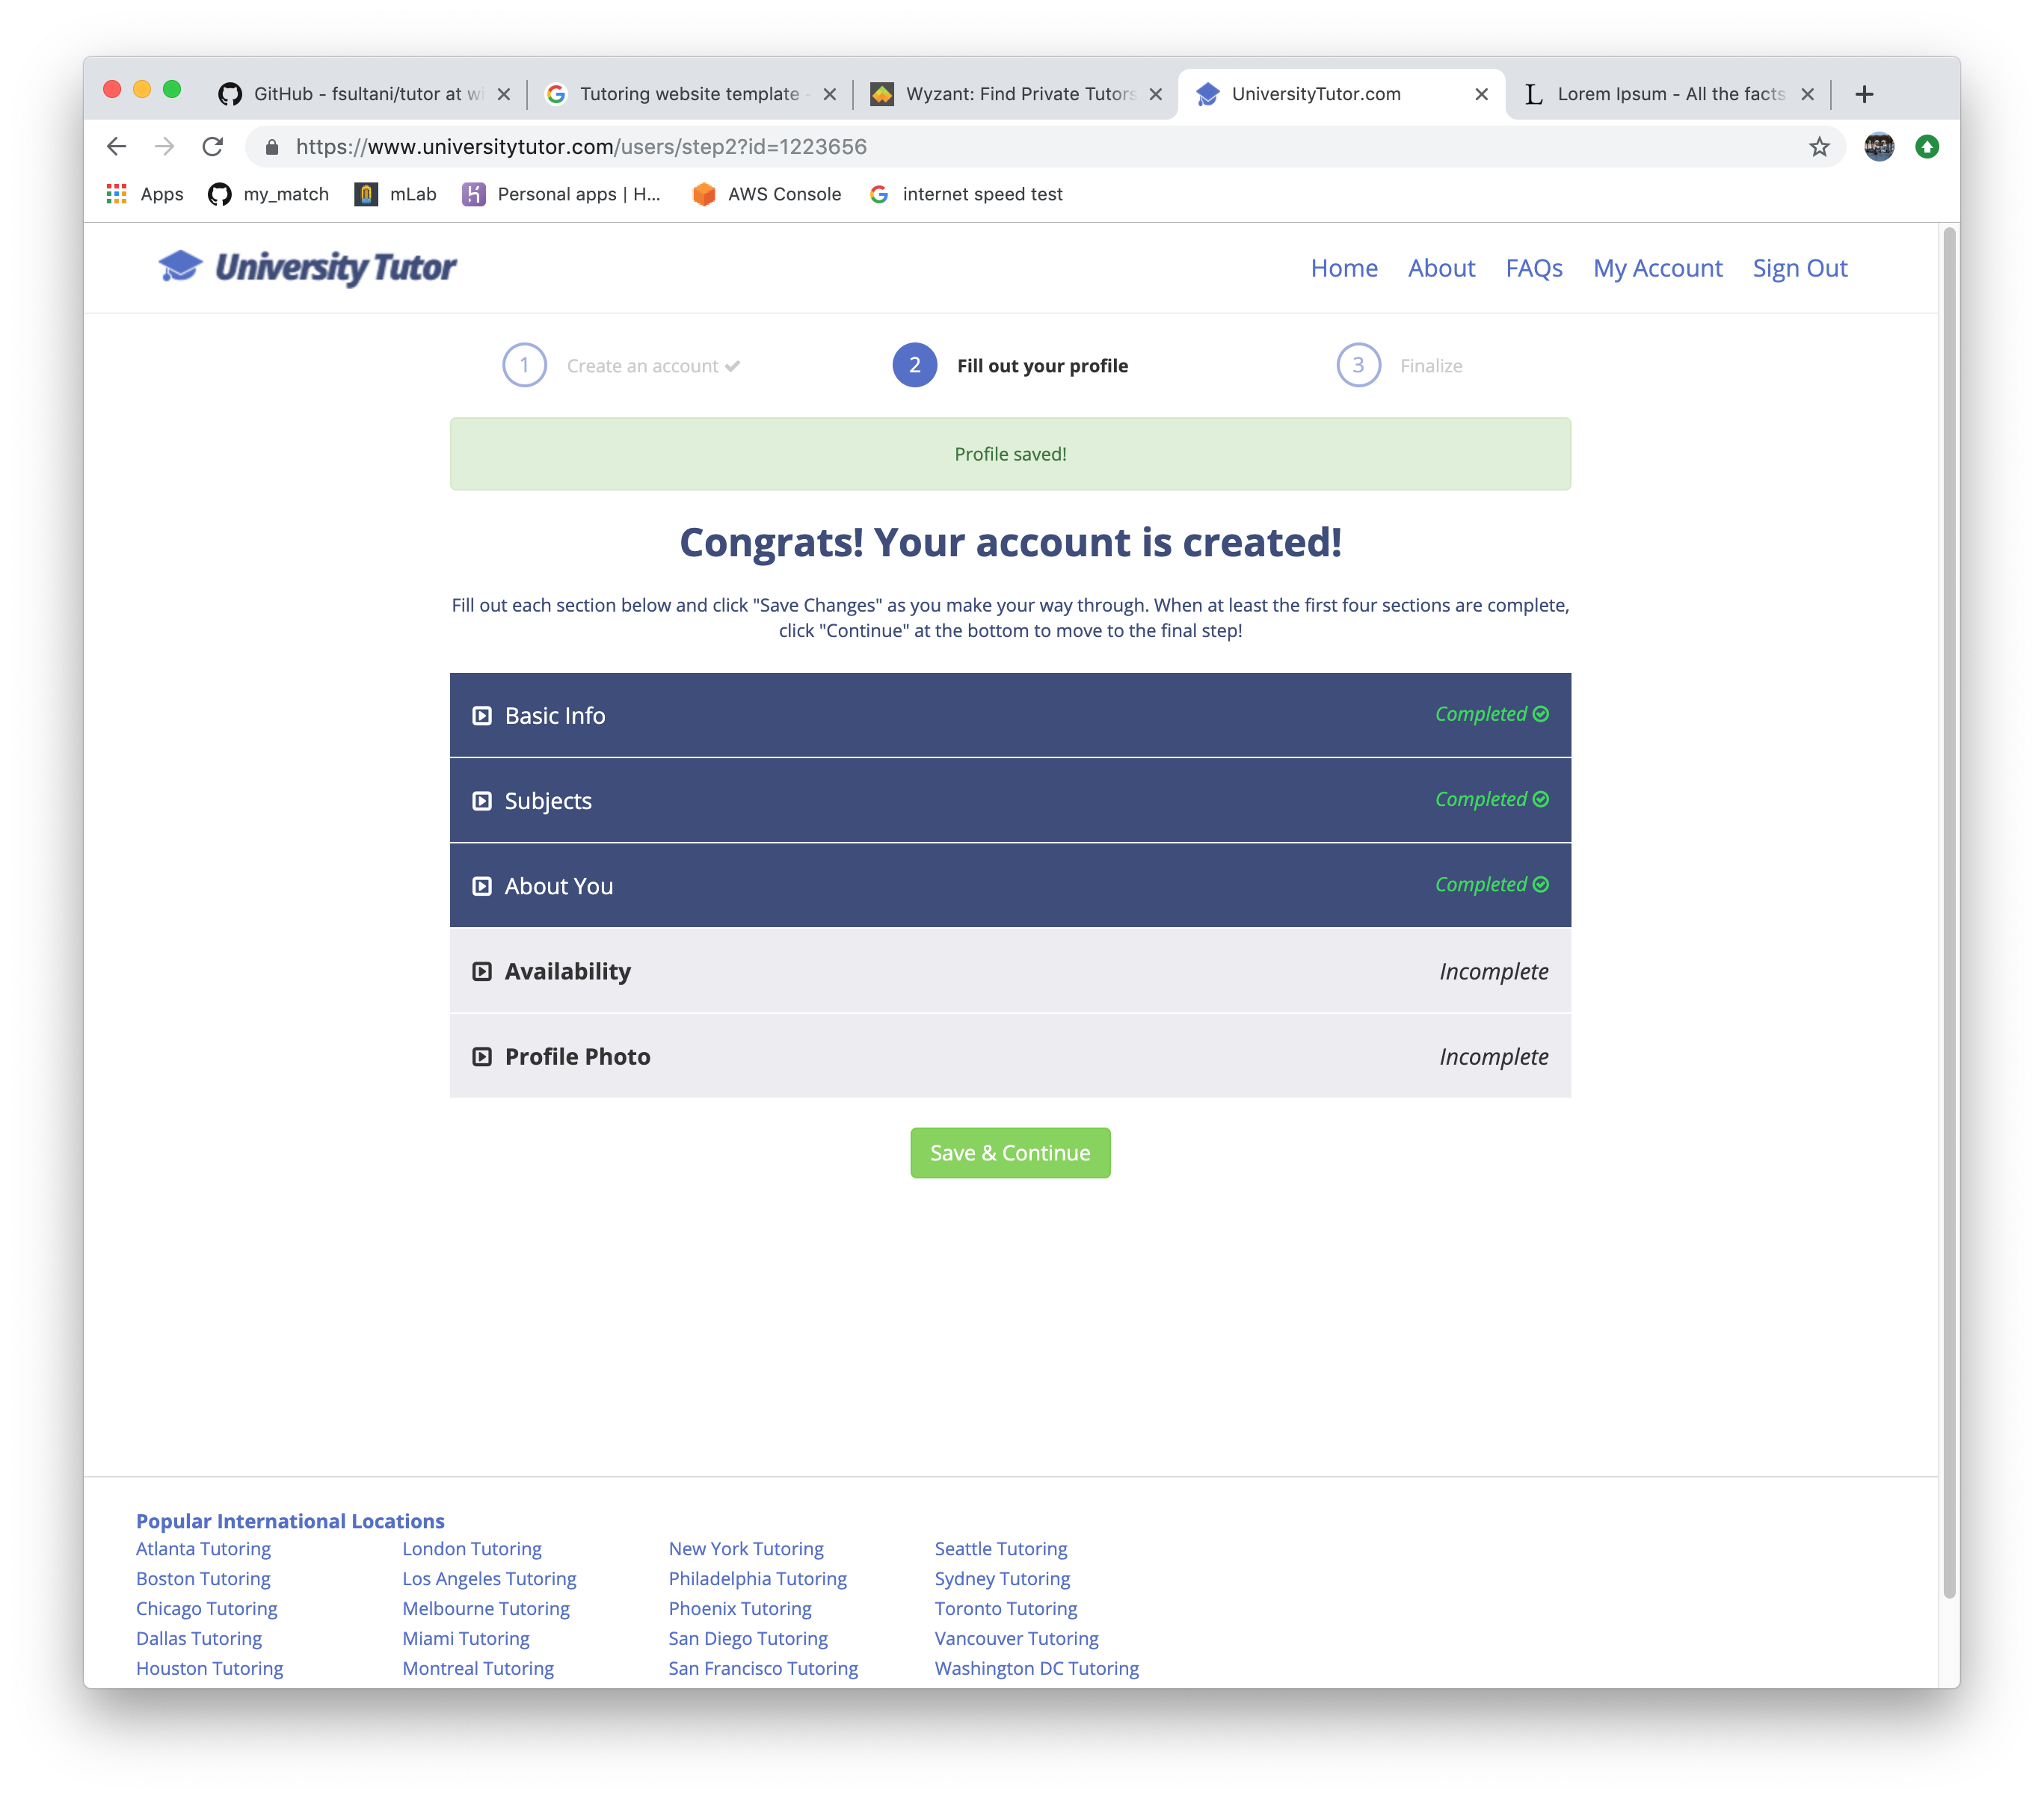 GitHub - fsultani/tutor at wi
Tutoring website template -
Wyzant: Find Private Tutors
UniversityTutor.com
Lorem Ipsum - All the facts
https://www.universitytutor.com/users/step2?id=1223656
Apps
my_match
mLab
Personal apps | H...
AWS Console
internet speed test
University Tutor
Home
About
FAQs
My Account
Sign Out
1 Create an account
2 Fill out your profile
3 Finalize
Profile saved!
Congrats! Your account is created!
Fill out each section below and click "Save Changes" as you make your way through. When at least the first four sections are complete,
click "Continue" at the bottom to move to the final step!
Basic Info Completed
Subjects Completed
About You Completed
Availability Incomplete
Profile Photo Incomplete
Save & Continue
Popular International Locations
Atlanta Tutoring London Tutoring New York Tutoring Seattle Tutoring
Boston Tutoring Los Angeles Tutoring Philadelphia Tutoring Sydney Tutoring
Chicago Tutoring Melbourne Tutoring Phoenix Tutoring Toronto Tutoring
Dallas Tutoring Miami Tutoring San Diego Tutoring Vancouver Tutoring
Houston Tutoring Montreal Tutoring San Francisco Tutoring Washington DC Tutoring